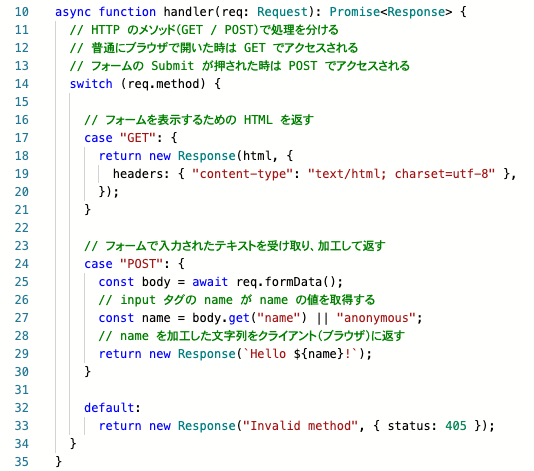 10 async function handler(req: Request): Promise<Response> {
11   // HTTP のメソッド(GET / POST)で処理を分ける
12   // 普通にブラウザで開いた時は GET でアクセスされる
13   // フォームの Submit が押された時は POST でアクセスされる
14   switch (req.method) {
15
16     // フォームを表示するための HTML を返す
17     case "GET": {
18       return new Response(html, {
19         headers: { "content-type": "text/html; charset=utf-8" },
20       });
21     }
22
23     // フォームで入力されたテキストを受け取り、加工して返す
24     case "POST": {
25       const body = await req.formData();
26       // input タグの name が name の値を取得する
27       const name = body.get("name") || "anonymous";
28       // name を加工した文字列をクライアント(ブラウザ)に返す
29       return new Response(`Hello ${name}!`);
30     }
31
32     default:
33       return new Response("Invalid method", { status: 405 });
34   }
35 }